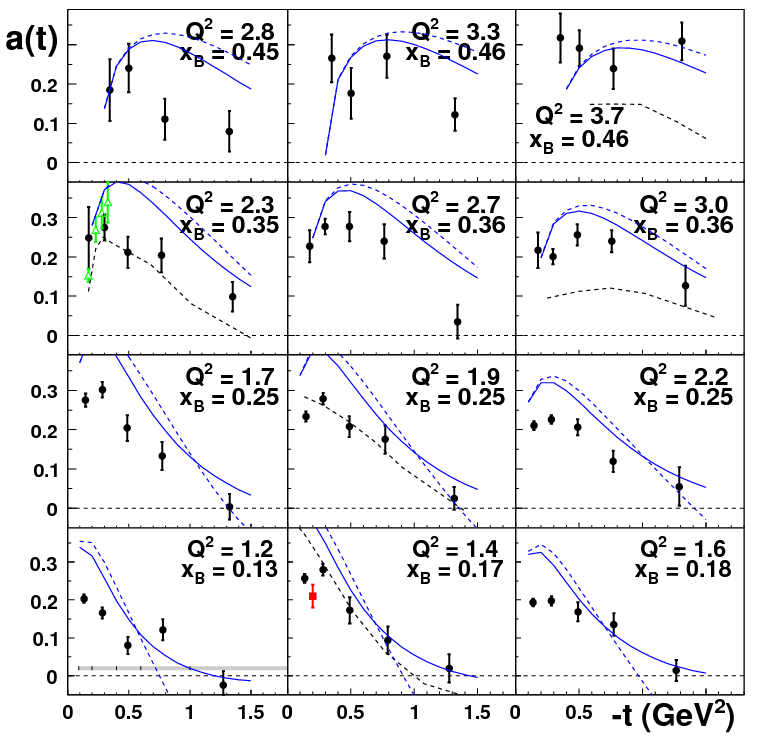 a(t)
Q² = 2.8
x_B = 0.45
Q² = 3.3
x_B = 0.46
Q² = 3.7
x_B = 0.46
0.2
0.1
0
Q² = 2.3
x_B = 0.35
Q² = 2.7
x_B = 0.36
Q² = 3.0
x_B = 0.36
0.3
0.2
0.1
0
Q² = 1.7
x_B = 0.25
Q² = 1.9
x_B = 0.25
Q² = 2.2
x_B = 0.25
0.3
0.2
0.1
0
Q² = 1.2
x_B = 0.13
Q² = 1.4
x_B = 0.17
Q² = 1.6
x_B = 0.18
0.3
0.2
0.1
0
0 0.5 1 1.5 0 0.5 1 1.5 0 0.5 -t (GeV²)